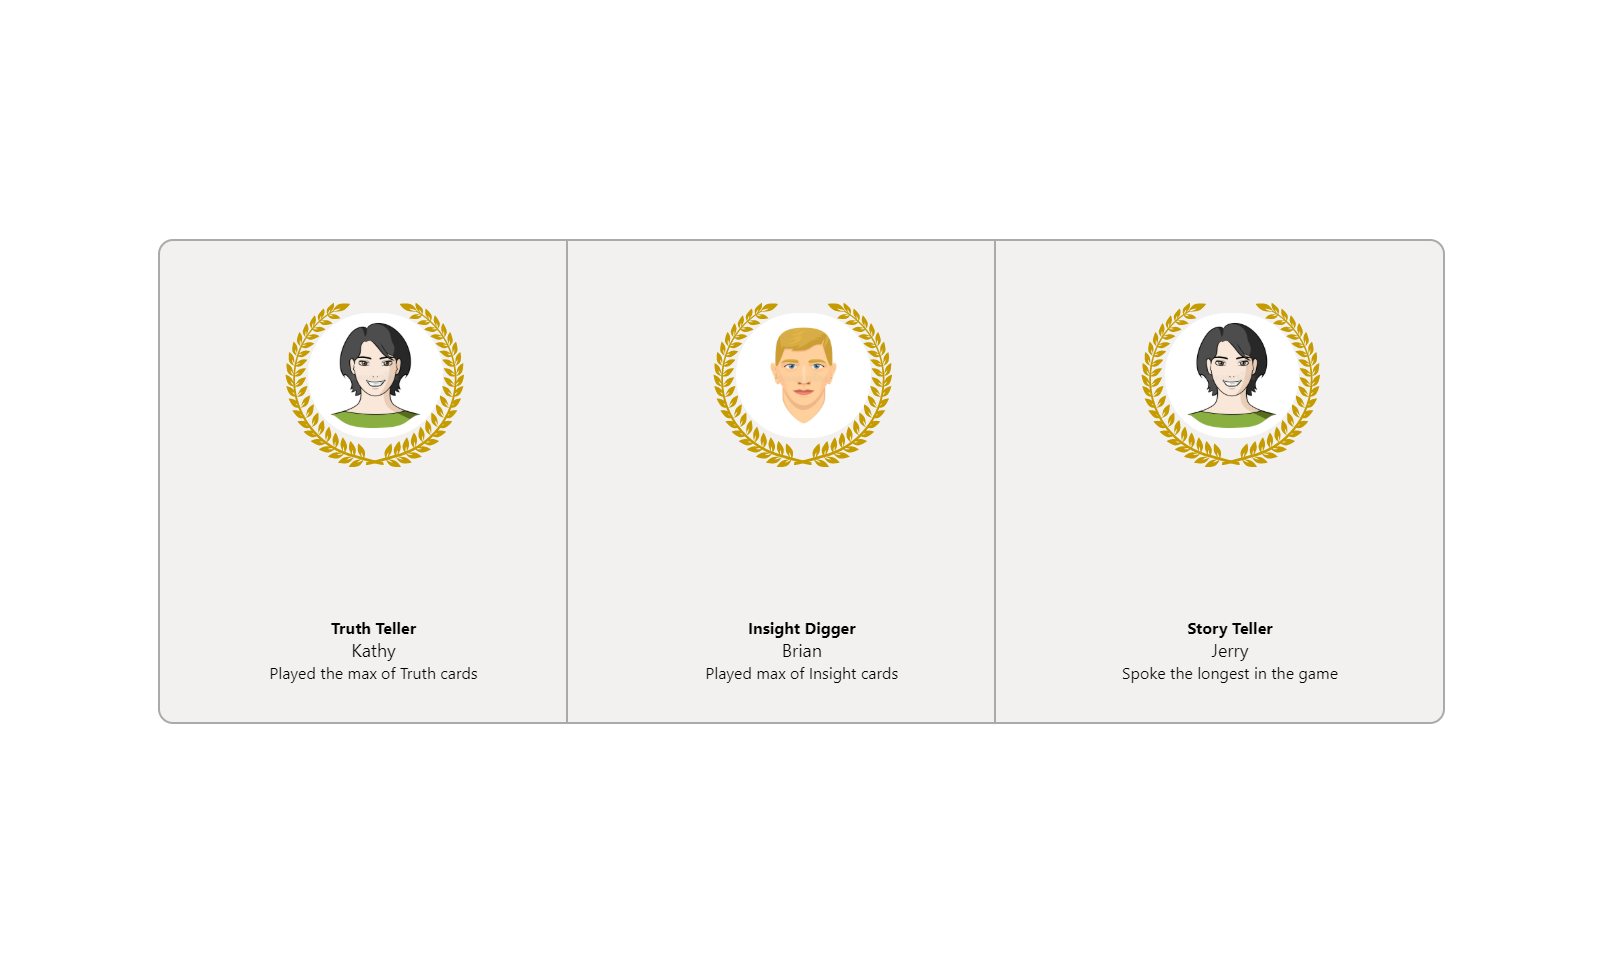 Truth Teller
Kathy
Played the max of Truth cards
Insight Digger
Brian
Played max of Insight cards
Story Teller
Jerry
Spoke the longest in the game